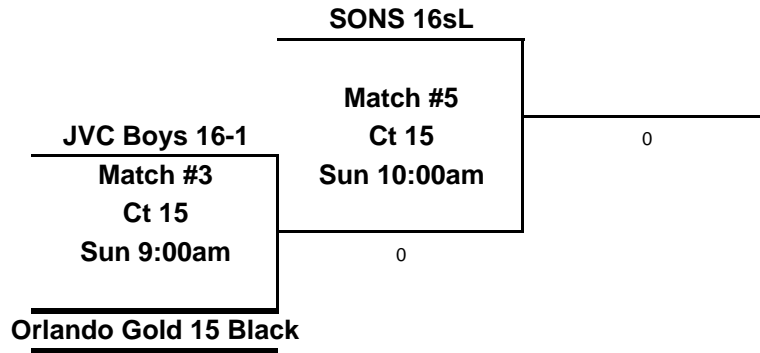 SONS 16sL
Match #5
JVC Boys 16-1
Ct 15
0
Match #3
Sun 10:00am
Ct 15
Sun 9:00am
0
Orlando Gold 15 Black